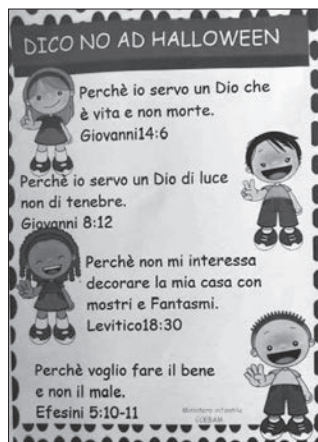 DICO NO AD HALLOWEEN
Perchè io servo un Dio che
è vita e non morte.
Giovanni14:6
Perchè io servo un Dio di luce
non di tenebre.
Giovanni 8:12
Perchè non mi interessa
decorare la mia casa con
mostri e Fantasmi.
Levitico18:30
Perchè voglio fare il bene
e non il male.
Efesini 5:10-11
Ministero infantile